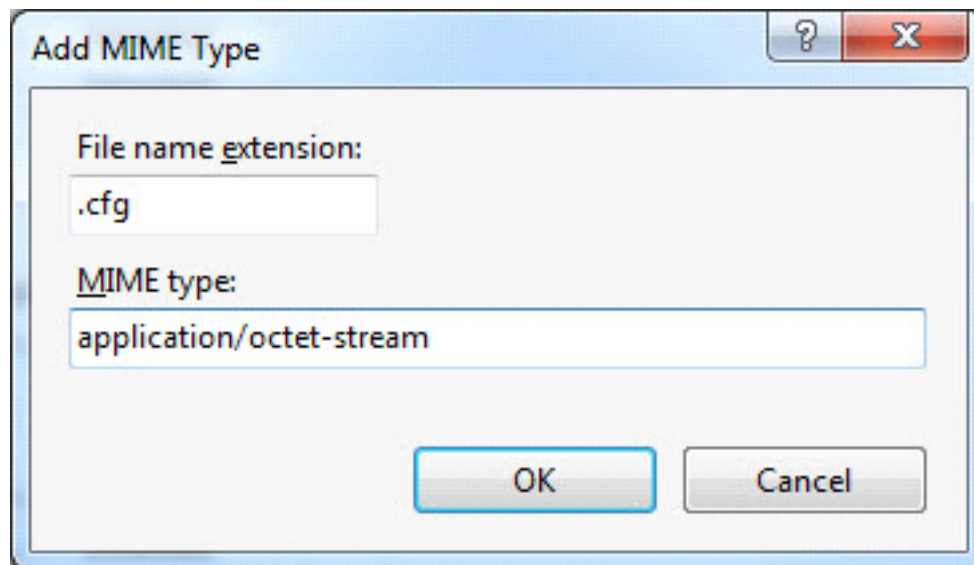 Add MIME Type
?
File name extension:
.cfg
MIME type:
application/octet-stream
OK
Cancel